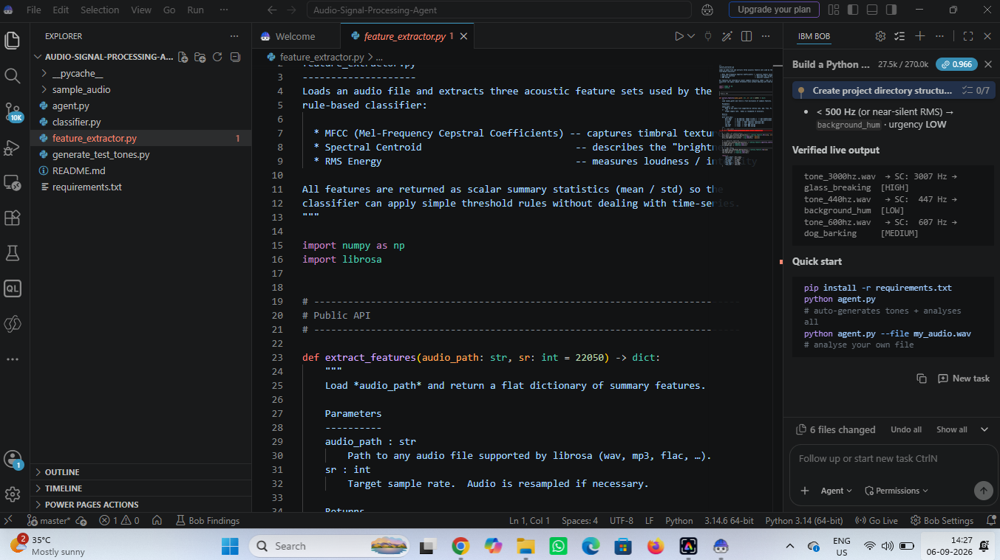 File Edit Selection View Go Run ···
Audio-Signal-Processing-Agent
Upgrade your plan
EXPLORER
AUDIO-SIGNAL-PROCESSING-A...
__pycache__
sample_audio
agent.py
classifier.py
feature_extractor.py 1
generate_test_tones.py
README.md
requirements.txt
10K
QL
1
OUTLINE
TIMELINE
POWER PAGES ACTIONS
Welcome
feature_extractor.py 1
feature_extractor.py > ...
2 feature_extractor.py
3 --------------------
4 Loads an audio file and extracts three acoustic feature sets used by the
5 rule-based classifier:
6
7 * MFCC (Mel-Frequency Cepstral Coefficients) -- captures timbral textur
8 * Spectral Centroid -- describes the "brightn
9 * RMS Energy -- measures loudness / intensity
10
11 All features are returned as scalar summary statistics (mean / std) so the
12 classifier can apply simple threshold rules without dealing with time-series.
13 """
14
15 import numpy as np
16 import librosa
17
18
19 # ---------------------------------------------------------------------------
20 # Public API
21 # ---------------------------------------------------------------------------
22
23 def extract_features(audio_path: str, sr: int = 22050) -> dict:
24 """
25 Load *audio_path* and return a flat dictionary of summary features.
26
27 Parameters
28 ----------
29 audio_path : str
30 Path to any audio file supported by librosa (wav, mp3, flac, …).
31 sr : int
32 Target sample rate.  Audio is resampled if necessary.
33
34 Returns
IBM BOB
Build a Python ... 27.5k / 270.0k 0.966
Create project directory structu... 0/7
• < 500 Hz (or near-silent RMS) →
background_hum · urgency LOW
Verified live output
tone_3000hz.wav → SC: 3007 Hz →
glass_breaking [HIGH]
tone_440hz.wav → SC: 447 Hz →
background_hum [LOW]
tone_600hz.wav → SC: 607 Hz →
dog_barking [MEDIUM]
Quick start
pip install -r requirements.txt
python agent.py
# auto-generates tones + analyses
all
python agent.py --file my_audio.wav
# analyse your own file
New task
6 files changed Undo all Show all
Follow up or start new task CtrlN
Agent Permissions
master* 1 0 Bob Findings
Ln 1, Col 1 Spaces: 4 UTF-8 LF Python 3.14.6 64-bit Python 3.14 (64-bit) Go Live Bob Settings
2
35°C
Mostly sunny
Search
ENG
US
14:27
06-09-2026